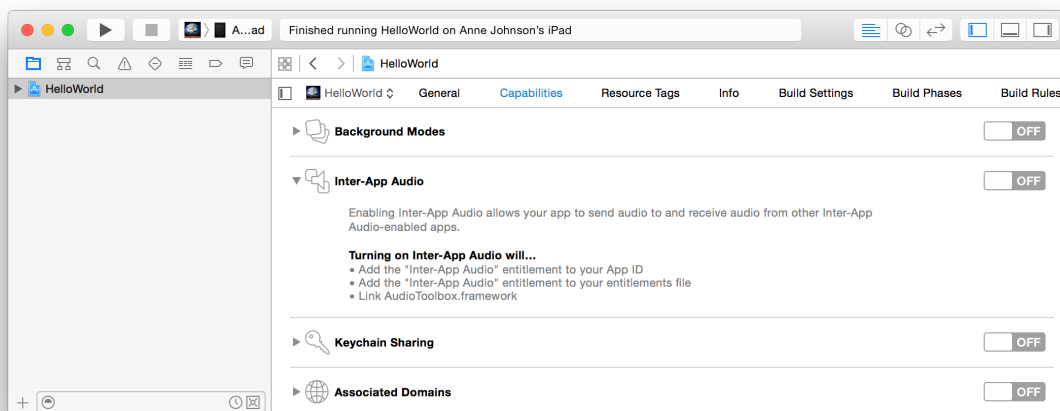 A...ad
Finished running HelloWorld on Anne Johnson's iPad
HelloWorld
HelloWorld
HelloWorld
General
Capabilities
Resource Tags
Info
Build Settings
Build Phases
Build Rules
Background Modes
OFF
Inter-App Audio
OFF
Enabling Inter-App Audio allows your app to send audio to and receive audio from other Inter-App
Audio-enabled apps.
Turning on Inter-App Audio will...
• Add the "Inter-App Audio" entitlement to your App ID
• Add the "Inter-App Audio" entitlement to your entitlements file
• Link AudioToolbox.framework
Keychain Sharing
OFF
Associated Domains
OFF